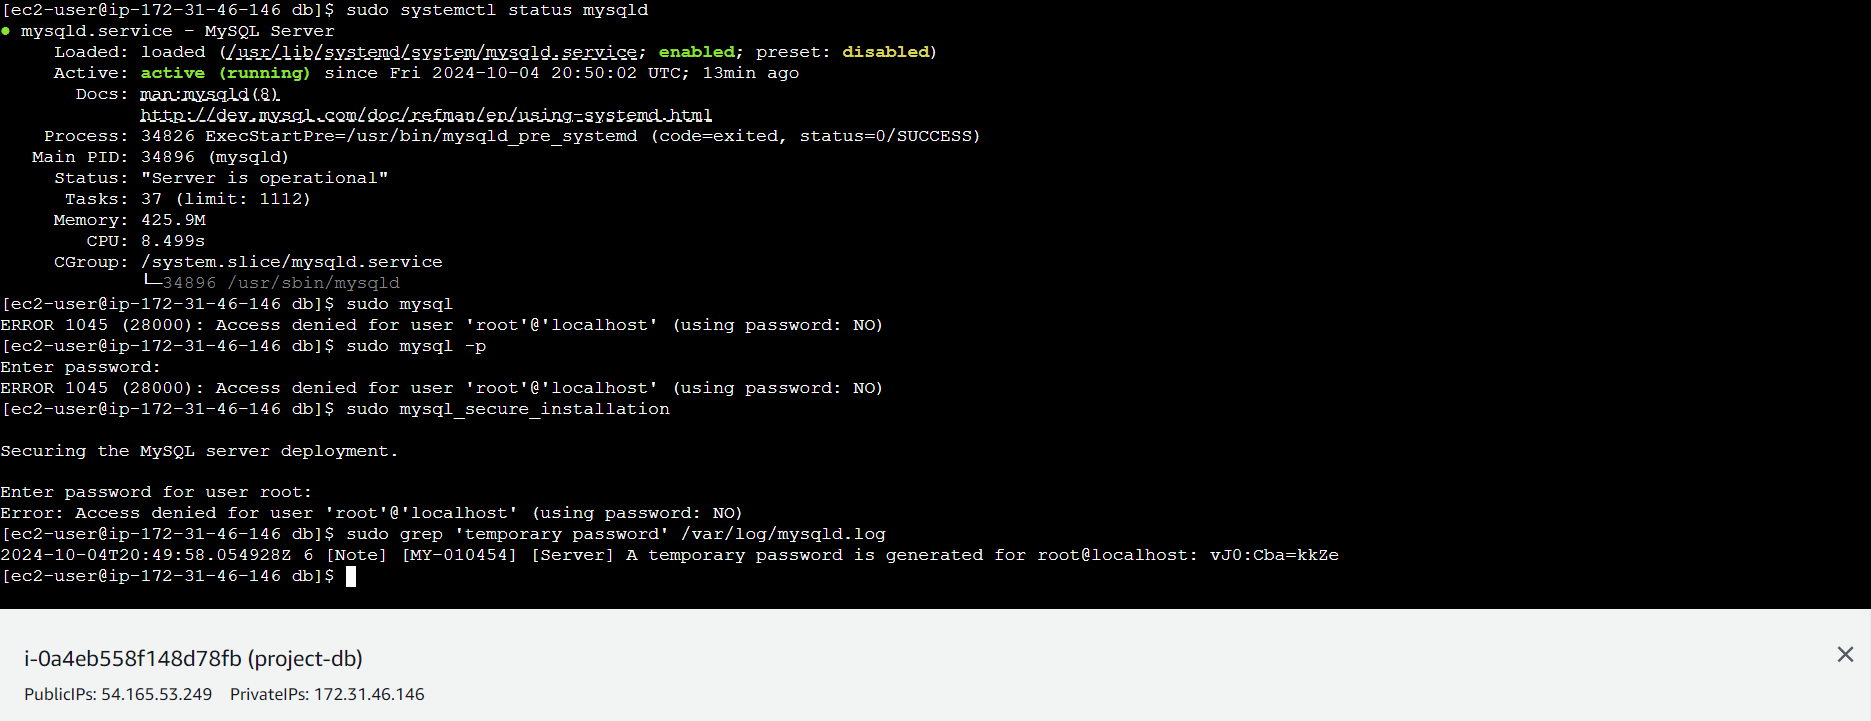 [ec2-user@ip-172-31-46-146 db]$ sudo systemctl status mysqld
● mysqld.service - MySQL Server
Loaded: loaded (/usr/lib/systemd/system/mysqld.service; enabled; preset: disabled)
Active: active (running) since Fri 2024-10-04 20:50:02 UTC; 13min ago
Docs: man:mysqld(8)
http://dev.mysql.com/doc/refman/en/using-systemd.html
Process: 34826 ExecStartPre=/usr/bin/mysqld_pre_systemd (code=exited, status=0/SUCCESS)
Main PID: 34896 (mysqld)
Status: "Server is operational"
Tasks: 37 (limit: 1112)
Memory: 425.9M
CPU: 8.499s
CGroup: /system.slice/mysqld.service
└─34896 /usr/sbin/mysqld
[ec2-user@ip-172-31-46-146 db]$ sudo mysql
ERROR 1045 (28000): Access denied for user 'root'@'localhost' (using password: NO)
[ec2-user@ip-172-31-46-146 db]$ sudo mysql -p
Enter password:
ERROR 1045 (28000): Access denied for user 'root'@'localhost' (using password: NO)
[ec2-user@ip-172-31-46-146 db]$ sudo mysql_secure_installation
Securing the MySQL server deployment.
Enter password for user root:
Error: Access denied for user 'root'@'localhost' (using password: NO)
[ec2-user@ip-172-31-46-146 db]$ sudo grep 'temporary password' /var/log/mysqld.log
2024-10-04T20:49:58.054928Z 6 [Note] [MY-010454] [Server] A temporary password is generated for root@localhost: vJ0:Cba=kkZe
[ec2-user@ip-172-31-46-146 db]$
i-0a4eb558f148d78fb (project-db)
PublicIPs: 54.165.53.249 PrivateIPs: 172.31.46.146